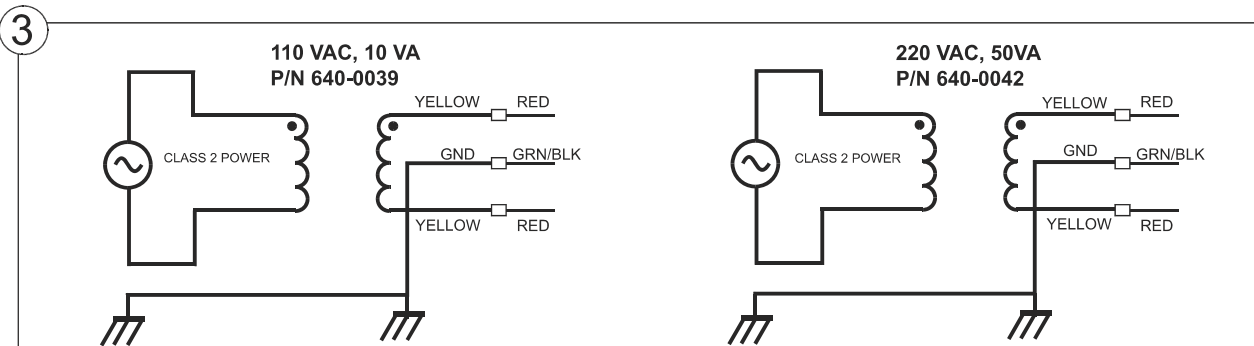 3
110 VAC, 10 VA
P/N 640-0039
YELLOW RED
CLASS 2 POWER
GND GRN/BLK
YELLOW RED
220 VAC, 50VA
P/N 640-0042
YELLOW RED
CLASS 2 POWER
GND GRN/BLK
YELLOW RED